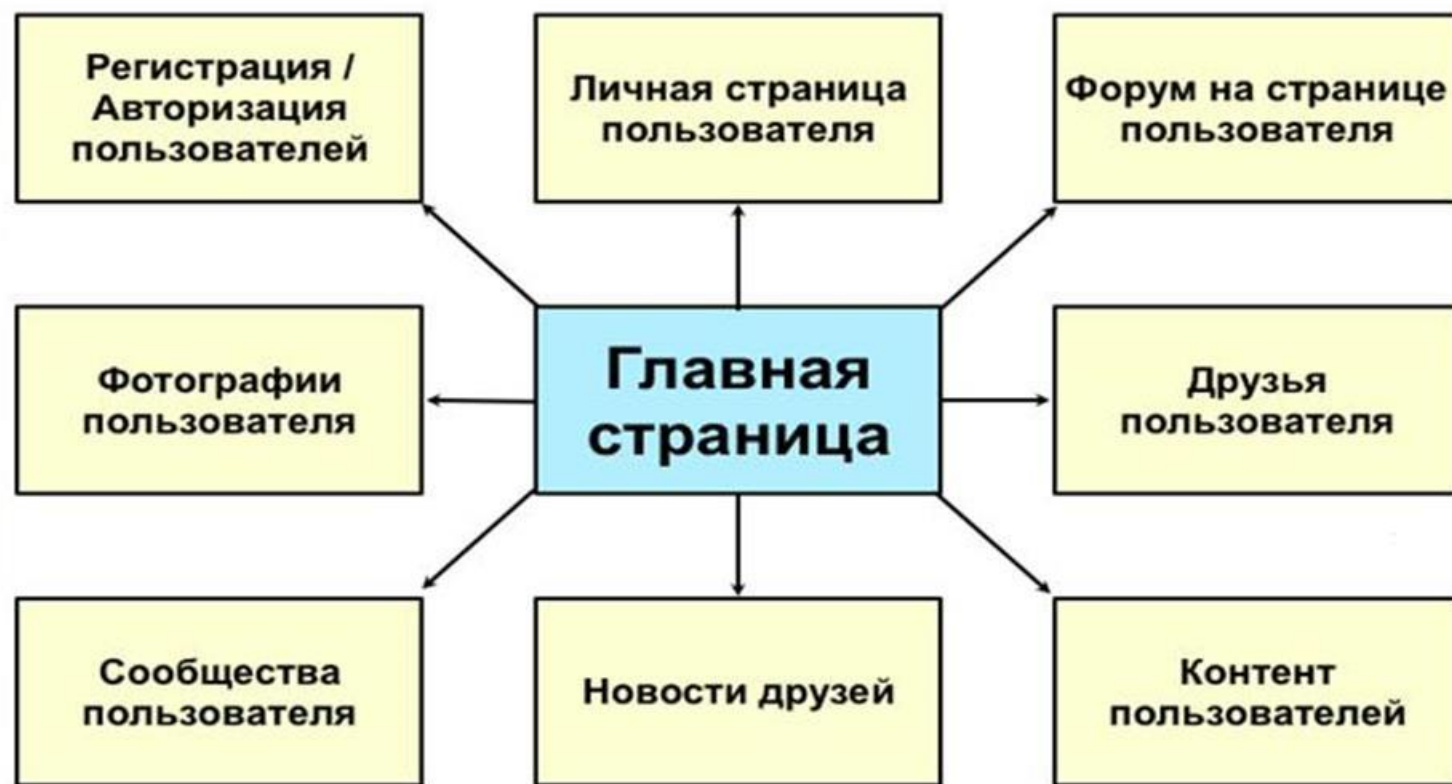 Регистрация /
Авторизация
пользователей
Личная страница
пользователя
Форум на странице
пользователя
Фотографии
пользователя
Главная
страница
Друзья
пользователя
Сообщества
пользователя
Новости друзей
Контент
пользователей